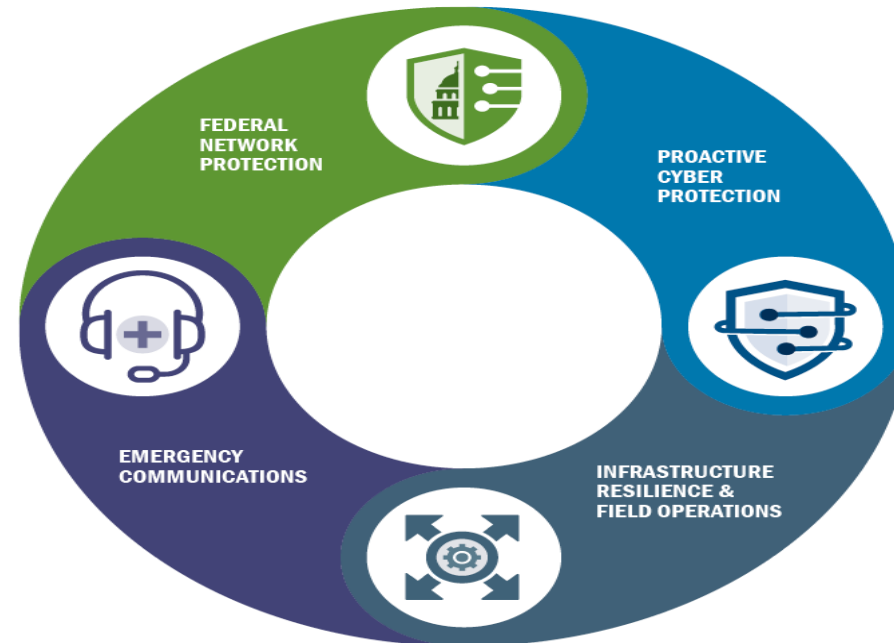 FEDERAL
NETWORK
PROTECTION
PROACTIVE
CYBER
PROTECTION
EMERGENCY
COMMUNICATIONS
INFRASTRUCTURE
RESILIENCE &
FIELD OPERATIONS